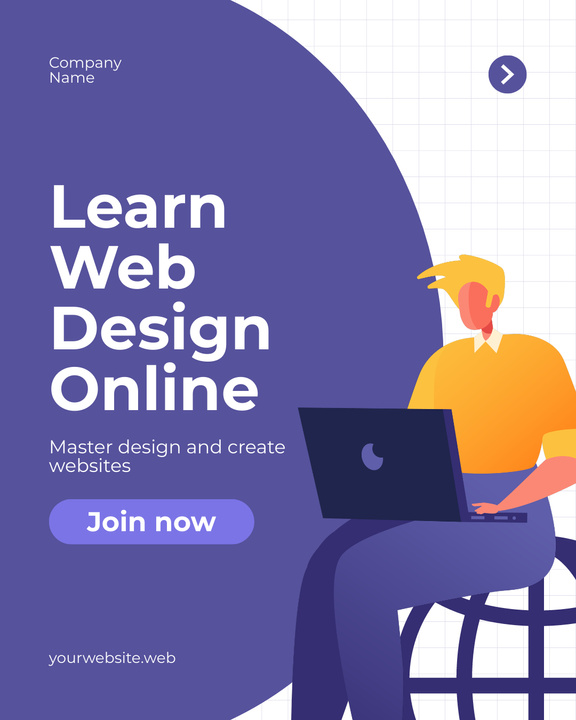 Company
Name
Learn
Web
Design
Online
Master design and create
websites
Join now
yourwebsite.web